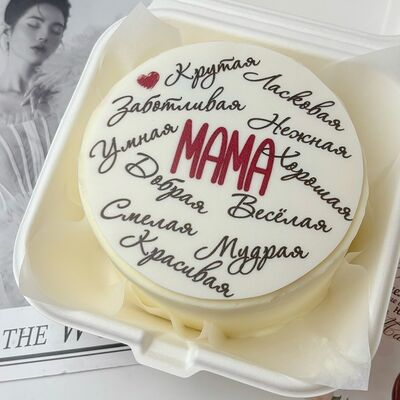 Крутая
Ласковая
Заботливая
Нежная
Умная
МАМА
Хорошая
Добрая
Весёлая
Смелая
Мудрая
Красивая
THE